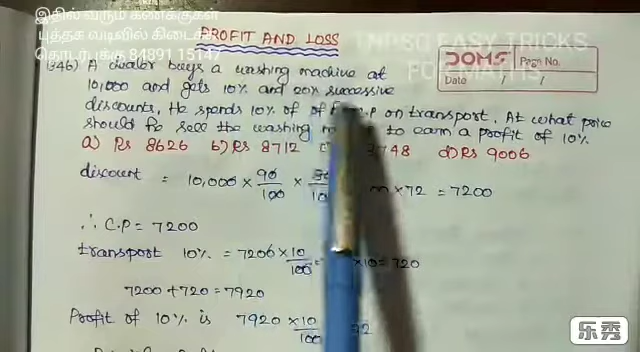 இதில் வரும் கணக்குகள்
புத்தக வடிவில் கிடைக்
தொடர்புக்கு 84891 15147
PROFIT AND LOSS
TNPSC EASY TRICKS
FOR MATHS
DOMS Page No.
Date / /
346) A dealer buys a washing machine at
10,000 and gets 10% and 20% successive
discounts, He spends 10% of of C.P on transport. At what price
should he sell the washing to earn a profit of 10%
a) Rs 8626 b) Rs 8712 748 d) Rs 9006
discount = 10,000 × 90/100 × × 72 = 7200
∴ C.P = 7200
transport 10% = 7200 × 10/100 = ×10 = 720
7200 + 720 = 7920
Profit of 10% is 7920 × 10/100
乐秀